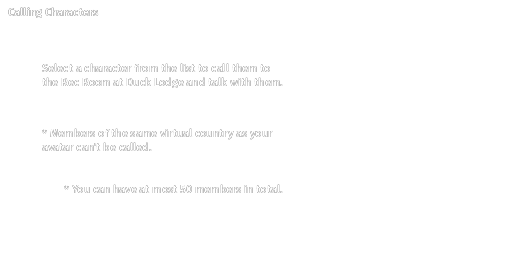 Calling Characters
Select a character from the list to call them to
the Rec Room at Duck Lodge and talk with them.
* Members of the same virtual country as your
avatar can't be called.
* You can have at most 50 members in total.